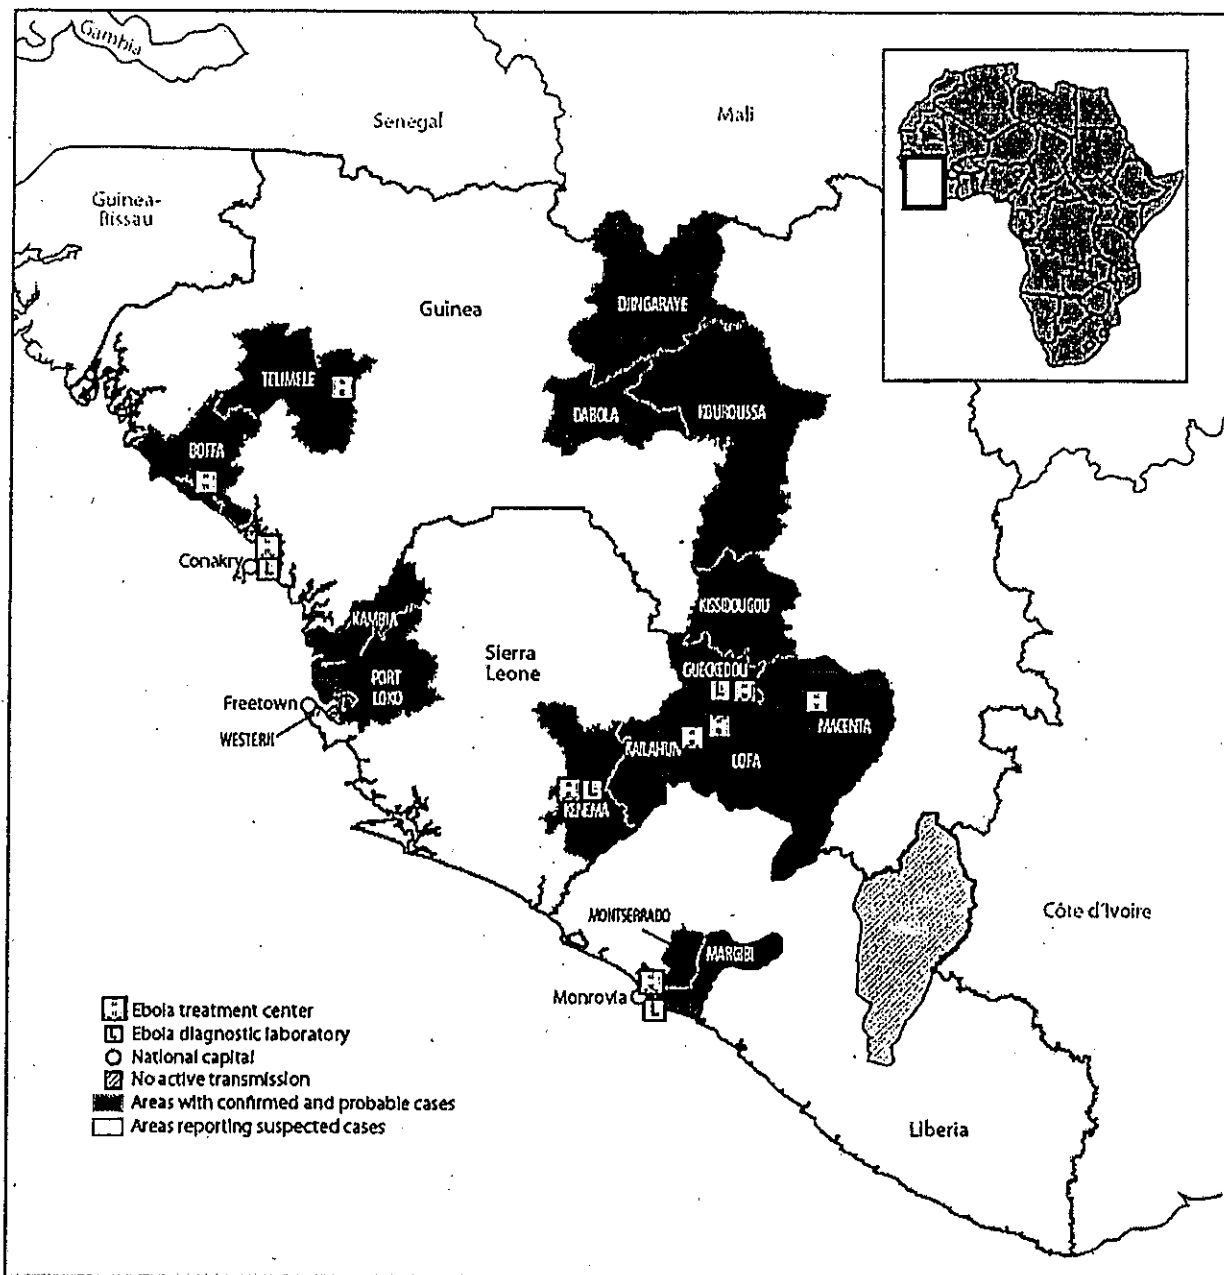 Gambia
Senegal
Mali
Guinea-
Bissau
Guinea
DJINGARAYE
TELIMELE
H
DABOLA
KOUROUSSA
BOFFA
H
Conakry
H
L
KISSIDOUGOU
KAMBIA
Sierra
Leone
GUECKEDOU
PORT
LOKO
L
H
H
Freetown
MACENTA
WESTERN
H
KAILAHUN
H
LOFA
H
L
KENEMA
Côte d'Ivoire
MONTSERRADO
MARGIBI
H
Monrovia
L
H Ebola treatment center
L Ebola diagnostic laboratory
National capital
No active transmission
Areas with confirmed and probable cases
Areas reporting suspected cases
Liberia